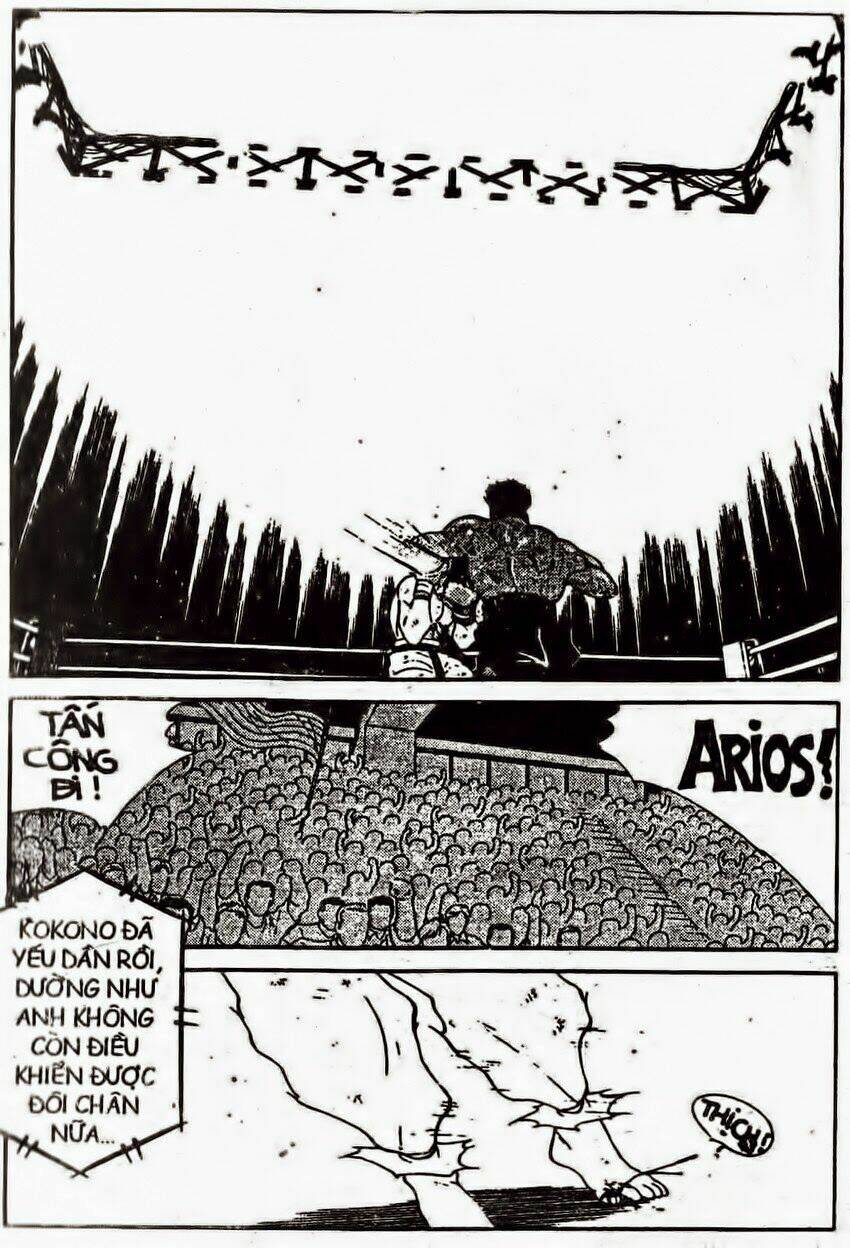 TẤN
CÔNG
ĐI!
ARIOS!
KOKONO ĐÃ
YẾU DẦN RỒI,
DƯỜNG NHƯ
ANH KHÔNG
CÒN ĐIỀU
KHIỂN ĐƯỢC
ĐÔI CHÂN
NỮA...
THỊCH!